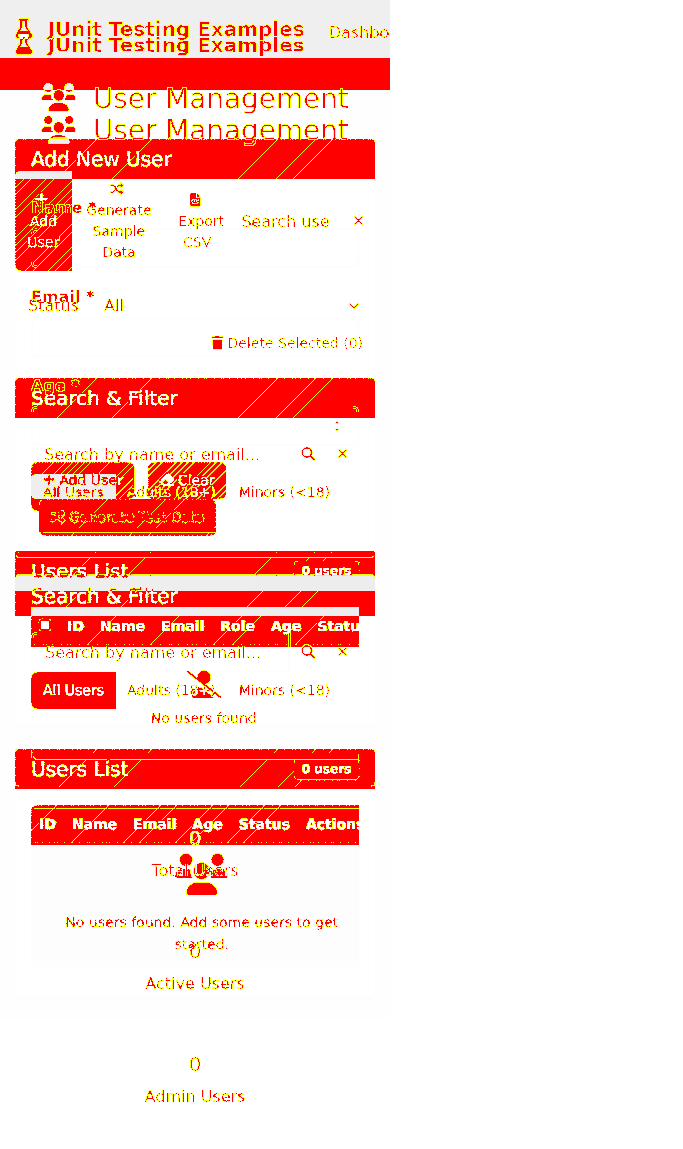 JUnit Testing Examples
Dashbo
JUnit Testing Examples
User Management
User Management
Add New User
Name *
Add User
Generate Sample Data
Export CSV
Search use
×
Email *
Status All
Delete Selected (0)
Age *
Search & Filter
Search by name or email... ×
+ Add User Clear
All Users Adults (18+) Minors (<18)
Generate Test Data
Users List 0 users
Search & Filter
ID Name Email Role Age Statu
Search by name or email... ×
All Users Adults (18+) Minors (<18)
No users found
Users List 0 users
ID Name Email Age Status Actions
0
Total Users
No users found. Add some users to get
started.
0
Active Users
0
Admin Users